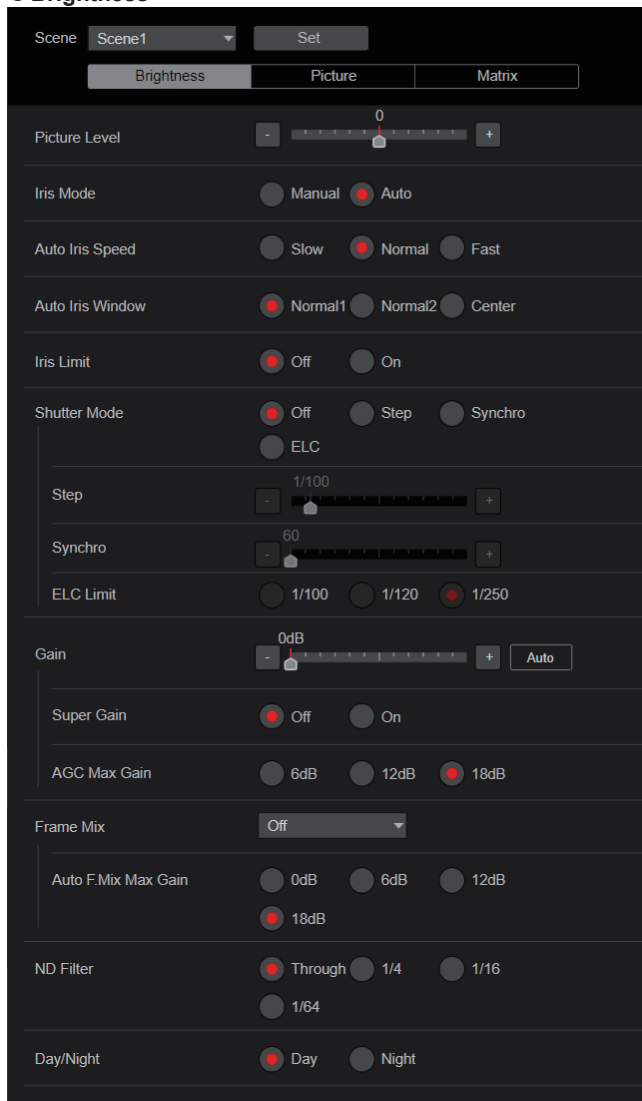 Scene Scene1 Set
Brightness Picture Matrix
0
Picture Level - +
Iris Mode Manual Auto
Auto Iris Speed Slow Normal Fast
Auto Iris Window Normal1 Normal2 Center
Iris Limit Off On
Shutter Mode Off Step Synchro
ELC
1/100
Step - +
60
Synchro - +
ELC Limit 1/100 1/120 1/250
0dB
Gain - + Auto
Super Gain Off On
AGC Max Gain 6dB 12dB 18dB
Frame Mix Off
Auto F.Mix Max Gain 0dB 6dB 12dB
18dB
ND Filter Through 1/4 1/16
1/64
Day/Night Day Night